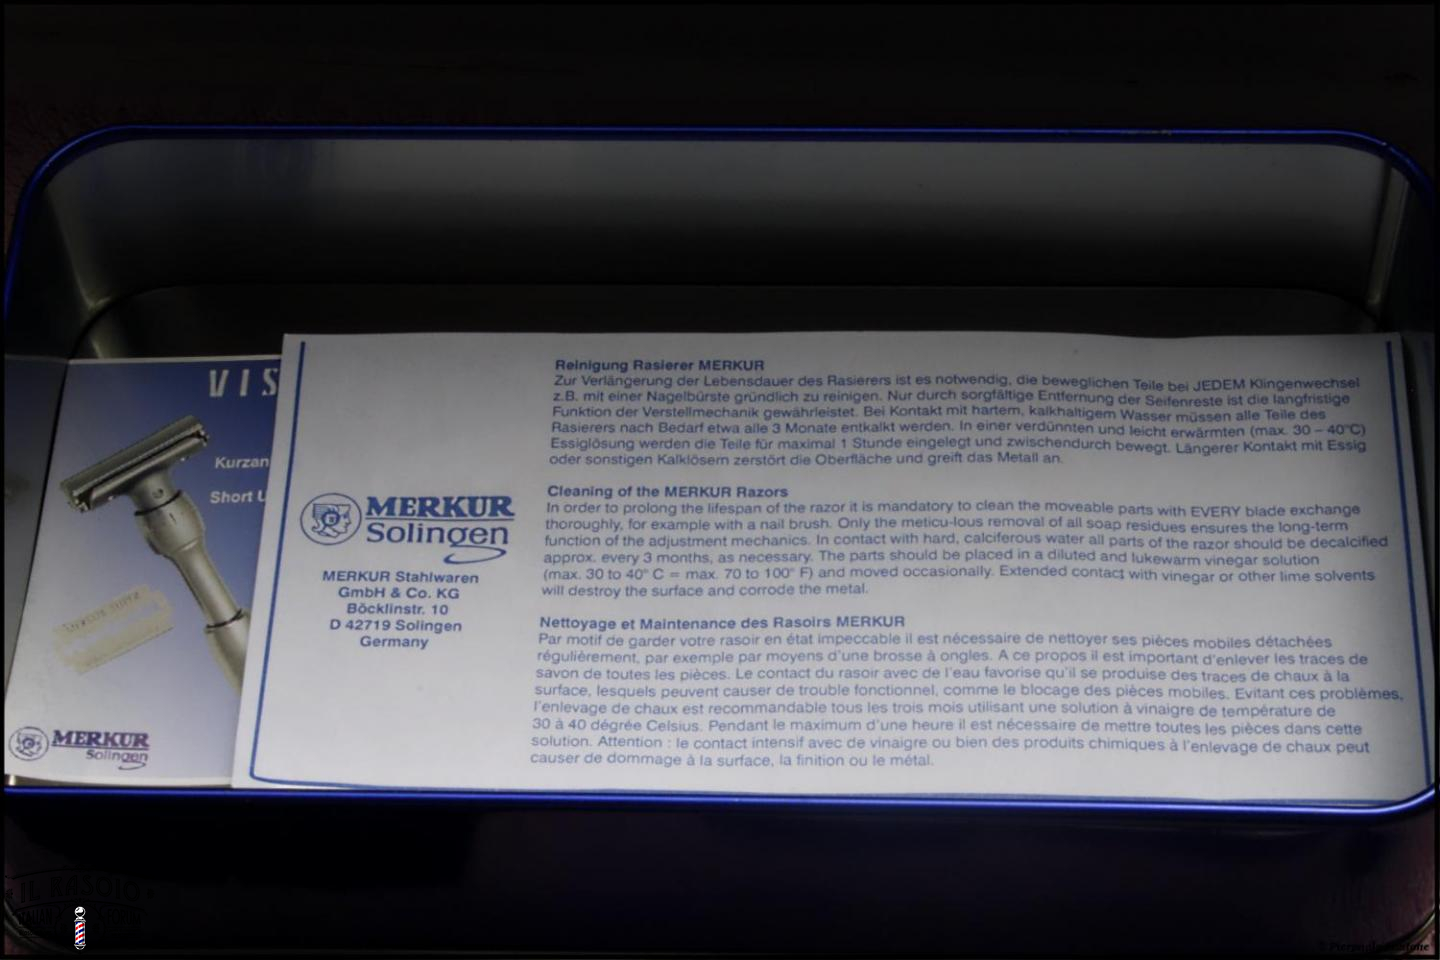 VIS
Kurzan
Short U
MERKUR
Solingen
MERKUR
Solingen
MERKUR Stahlwaren
GmbH & Co. KG
Böcklinstr. 10
D 42719 Solingen
Germany
Reinigung Rasierer MERKUR
Zur Verlängerung der Lebensdauer des Rasierers ist es notwendig, die beweglichen Teile bei JEDEM Klingenwechsel
z.B. mit einer Nagelbürste gründlich zu reinigen. Nur durch sorgfältige Entfernung der Seifenreste ist die langfristige
Funktion der Verstellmechanik gewährleistet. Bei Kontakt mit hartem, kalkhaltigem Wasser müssen alle Teile des
Rasierers nach Bedarf etwa alle 3 Monate entkalkt werden. In einer verdünnten und leicht erwärmten (max. 30 – 40°C)
Essiglösung werden die Teile für maximal 1 Stunde eingelegt und zwischendurch bewegt. Längerer Kontakt mit Essig
oder sonstigen Kalklösern zerstört die Oberfläche und greift das Metall an.
Cleaning of the MERKUR Razors
In order to prolong the lifespan of the razor it is mandatory to clean the moveable parts with EVERY blade exchange
thoroughly, for example with a nail brush. Only the meticu-lous removal of all soap residues ensures the long-term
function of the adjustment mechanics. In contact with hard, calciferous water all parts of the razor should be decalcified
approx. every 3 months, as necessary. The parts should be placed in a diluted and lukewarm vinegar solution
(max. 30 to 40° C = max. 70 to 100° F) and moved occasionally. Extended contact with vinegar or other lime solvents
will destroy the surface and corrode the metal.
Nettoyage et Maintenance des Rasoirs MERKUR
Par motif de garder votre rasoir en état impeccable il est nécessaire de nettoyer ses pièces mobiles détachées
régulièrement, par exemple par moyens d'une brosse à ongles. A ce propos il est important d'enlever les traces de
savon de toutes les pièces. Le contact du rasoir avec de l'eau favorise qu'il se produise des traces de chaux à la
surface, lesquels peuvent causer de trouble fonctionnel, comme le blocage des pièces mobiles. Evitant ces problèmes,
l'enlevage de chaux est recommandable tous les trois mois utilisant une solution à vinaigre de température de
30 à 40 dégrée Celsius. Pendant le maximum d'une heure il est nécessaire de mettre toutes les pièces dans cette
solution. Attention : le contact intensif avec de vinaigre ou bien des produits chimiques à l'enlevage de chaux peut
causer de dommage à la surface, la finition ou le métal.
IL RASOIO